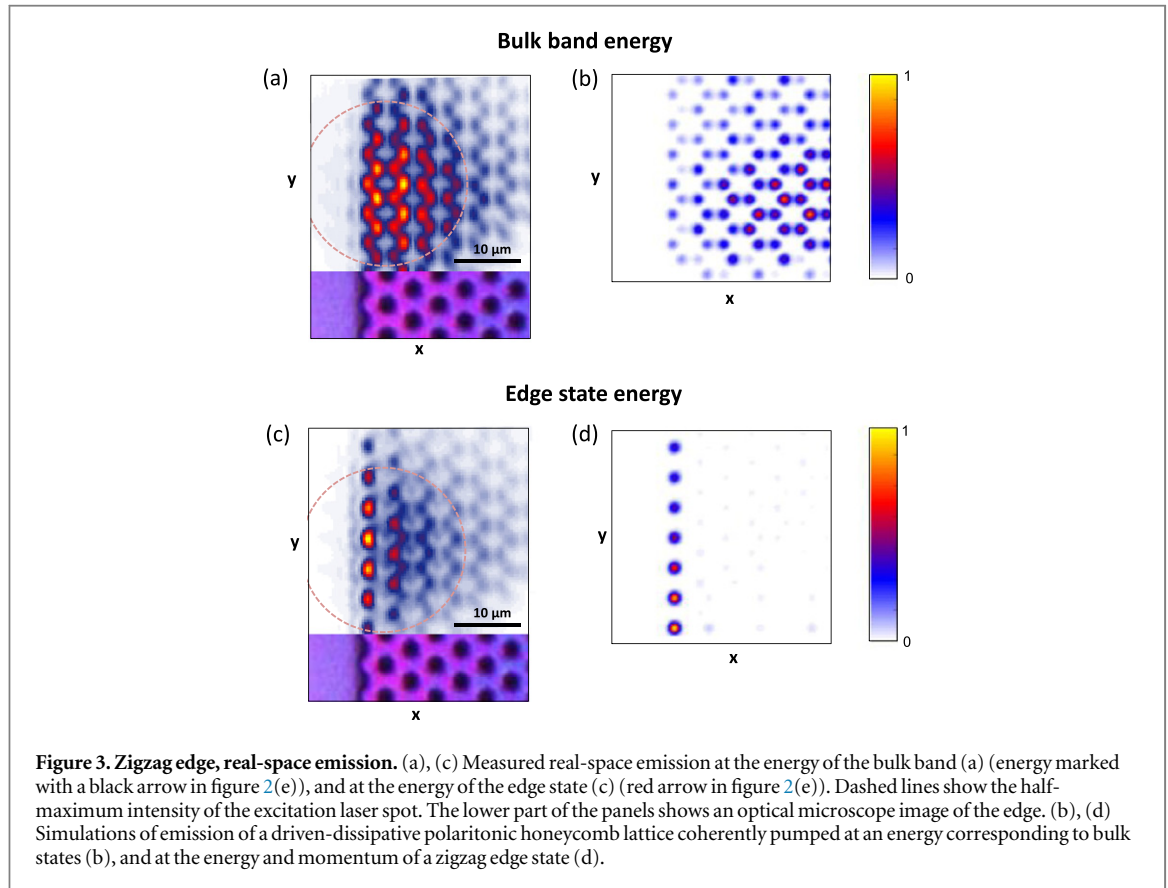 Bulk band energy
(a)
(b)
1
y
y
10 µm
0
x
x
Edge state energy
(c)
(d)
1
y
y
10 µm
0
x
x
Figure 3. Zigzag edge, real-space emission. (a), (c) Measured real-space emission at the energy of the bulk band (a) (energy marked
with a black arrow in figure 2(e)), and at the energy of the edge state (c) (red arrow in figure 2(e)). Dashed lines show the half-
maximum intensity of the excitation laser spot. The lower part of the panels shows an optical microscope image of the edge. (b), (d)
Simulations of emission of a driven-dissipative polaritonic honeycomb lattice coherently pumped at an energy corresponding to bulk
states (b), and at the energy and momentum of a zigzag edge state (d).